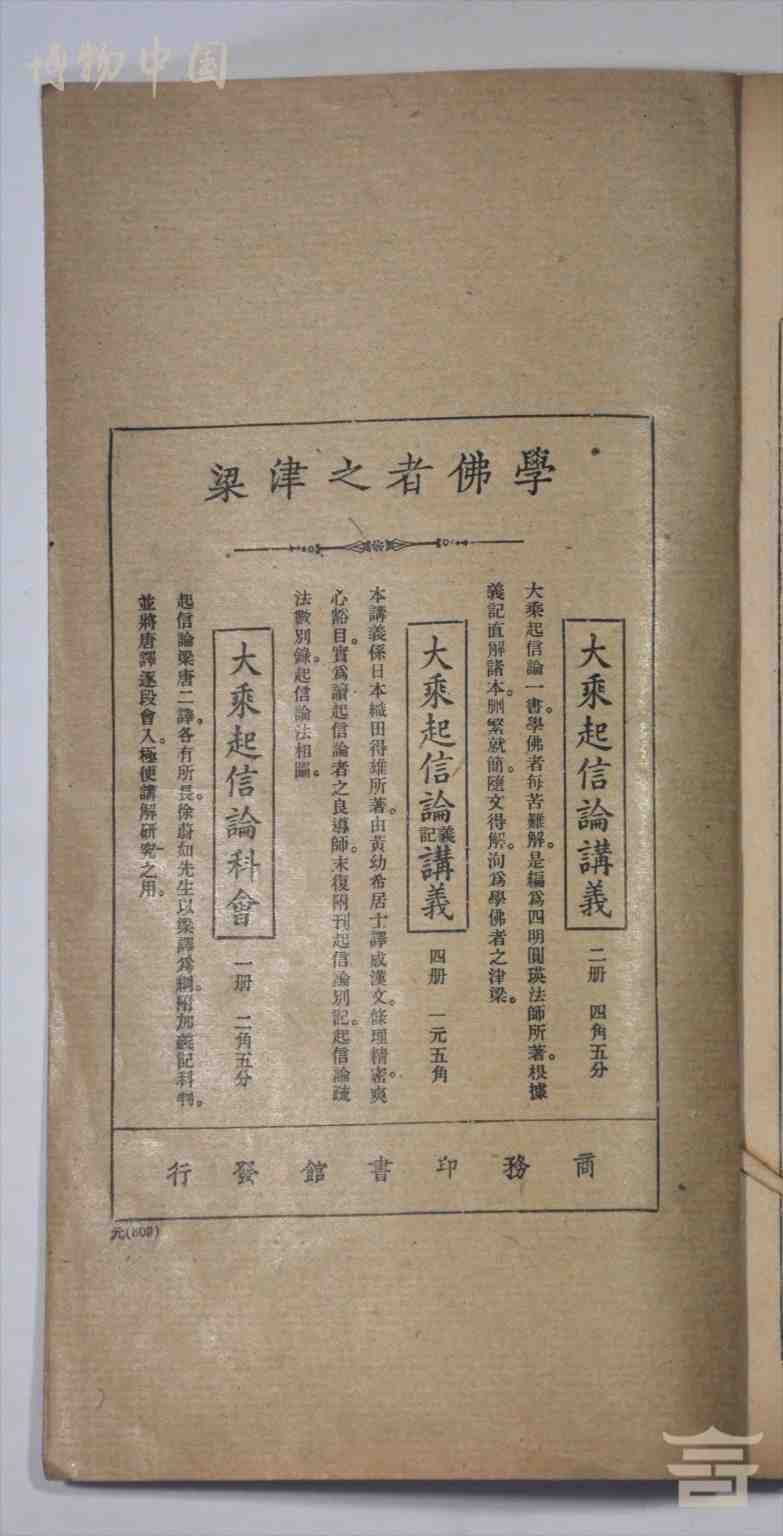 博物中国
學佛者之津梁
大乘起信論講義
二册 四角五分
大乘起信論一書。學佛者每苦難解。是編爲四明圓瑛法師所著。根據
義記直解諸本。刪繁就簡。隨文得解。洵爲學佛者之津梁。
大乘起信論義記講義
四册 一元五角
本講義係日本織田得雄所著。由黃幼希居士譯成漢文。條理精密。爽
心豁目。實爲讀起信論者之良導師。末復附刊起信論別記。起信論疏
法數別錄。起信論法相圖。
大乘起信論科會
一册 二角五分
起信論梁唐二譯。各有所長。徐蔚如先生以梁譯爲綱。附加義記科判。
並將唐譯逐段會入。極便講解研究之用。
商務印書館發行